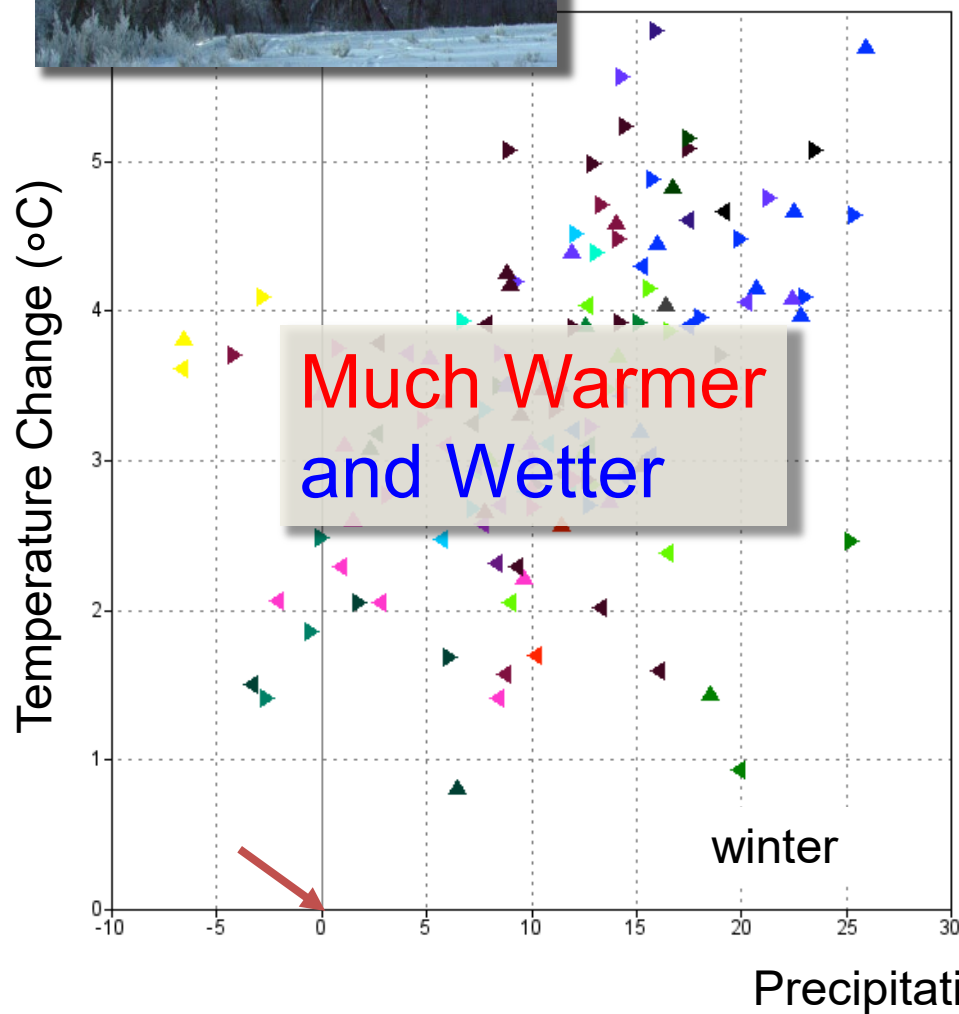 Temperature Change (°C)
5
4
3
2
1
0
Much Warmer
and Wetter
winter
-10 -5 0 5 10 15 20 25 30
Precipitati